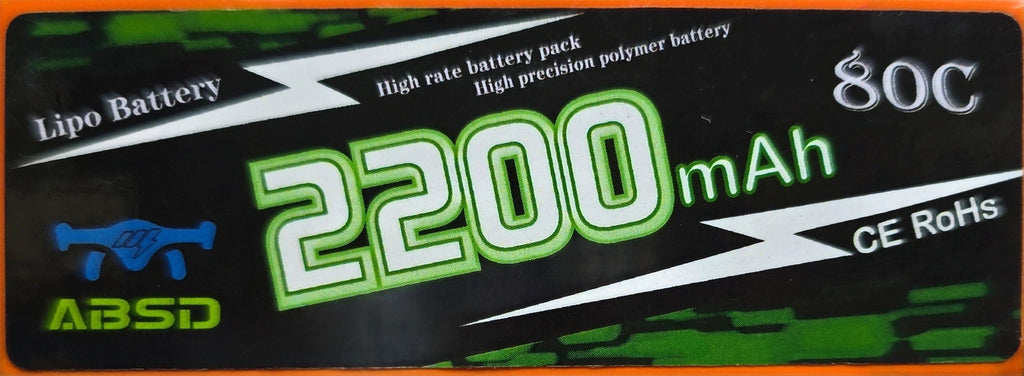 Lipo Battery
High rate battery pack
High precision polymer battery
80C
2200mAh
CE RoHs
ABSD